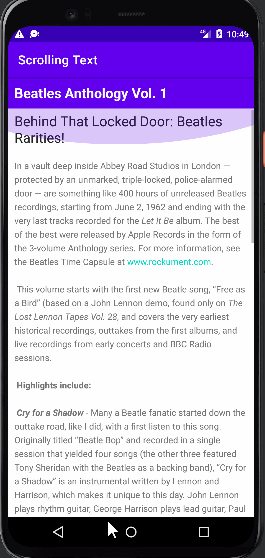 10:49
Scrolling Text
Beatles Anthology Vol. 1
Behind That Locked Door: Beatles
Rarities!
In a vault deep inside Abbey Road Studios in London —
protected by an unmarked, triple-locked, police-alarmed
door — are something like 400 hours of unreleased Beatles
recordings, starting from June 2, 1962 and ending with the
very last tracks recorded for the Let It Be album. The best
of the best were released by Apple Records in the form of
the 3-volume Anthology series. For more information, see
the Beatles Time Capsule at www.rockument.com.
This volume starts with the first new Beatle song, "Free as
a Bird" (based on a John Lennon demo, found only on The
Lost Lennon Tapes Vol. 28, and covers the very earliest
historical recordings, outtakes from the first albums, and
live recordings from early concerts and BBC Radio
sessions.
Highlights include:
Cry for a Shadow - Many a Beatle fanatic started down the
outtake road, like I did, with a first listen to this song.
Originally titled "Beatle Bop" and recorded in a single
session that yielded four songs (the other three featured
Tony Sheridan with the Beatles as a backing band), "Cry for
a Shadow" is an instrumental written by Lennon and
Harrison, which makes it unique to this day. John Lennon
plays rhythm guitar, George Harrison plays lead guitar, Paul